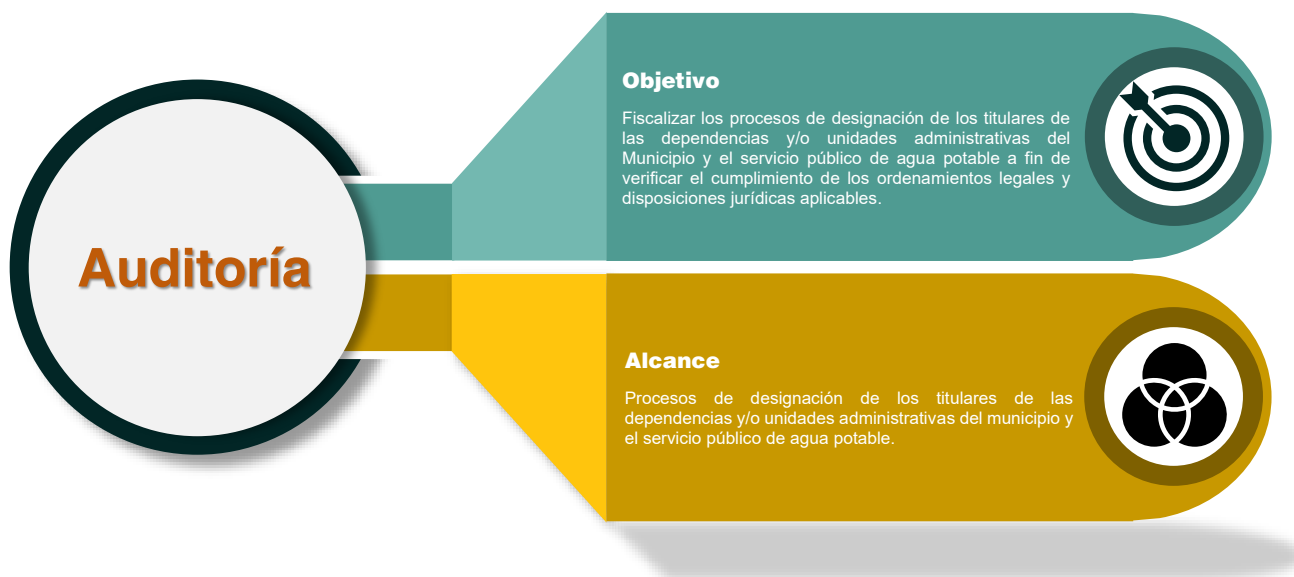 Auditoría
Objetivo
Fiscalizar los procesos de designación de los titulares de
las dependencias y/o unidades administrativas del
Municipio y el servicio público de agua potable a fin de
verificar el cumplimiento de los ordenamientos legales y
disposiciones jurídicas aplicables.
Alcance
Procesos de designación de los titulares de las
dependencias y/o unidades administrativas del municipio y
el servicio público de agua potable.